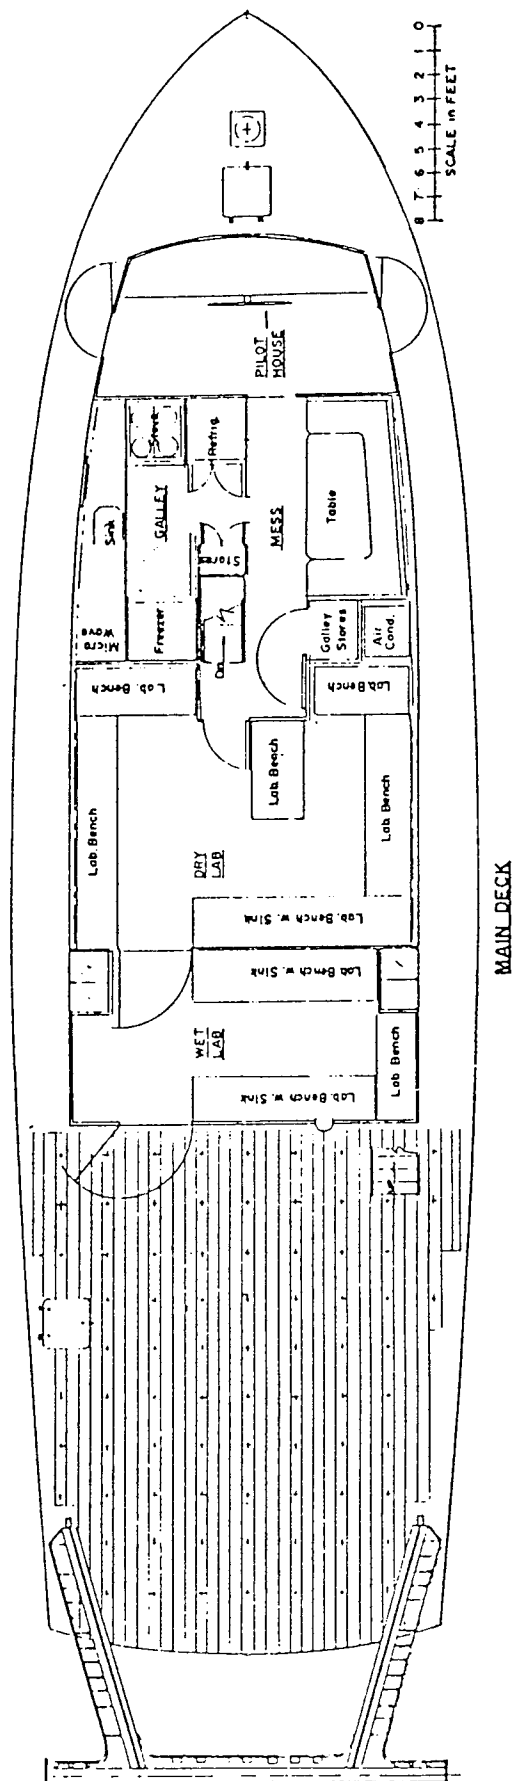 0 1 2 3 4 5 6 7 8
SCALE in FEET
PILOT
HOUSE
Stove
Refrig.
Sink
GALLEY
MESS
Table
Stores
Micro
Wave
Freezer
Dn
Galley
Stores
Air
Cond.
Lab. Bench
Lab. Bench
Lab. Bench
Lab. Bench
Lab. Bench
DRY
LAB
Lab. Bench w. Sink
Lab. Bench w. Sink
WET
LAB
Lab. Bench w. Sink
Lab. Bench
MAIN DECK